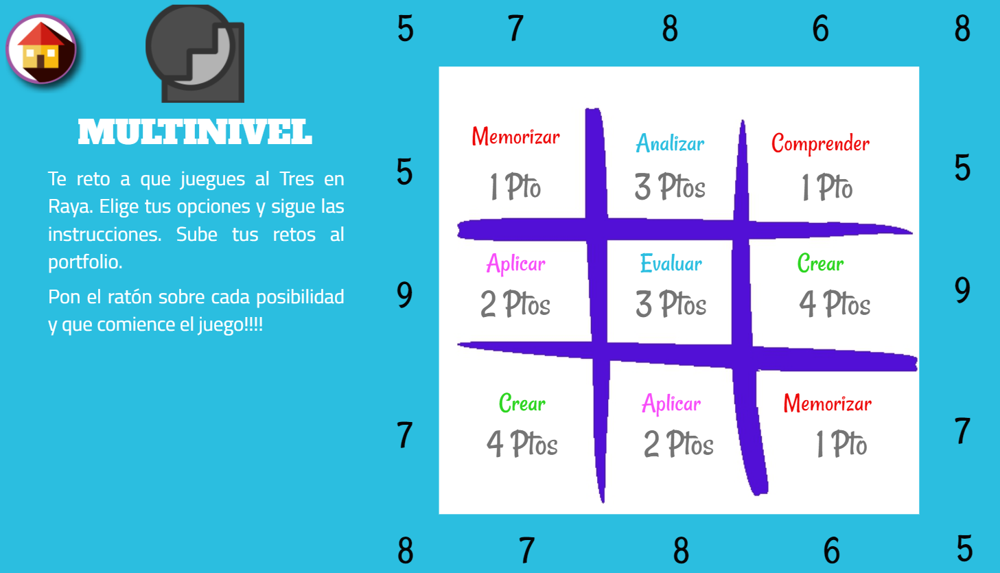 MULTINIVEL
Te reto a que juegues al Tres en
Raya. Elige tus opciones y sigue las
instrucciones. Sube tus retos al
portfolio.
Pon el ratón sobre cada posibilidad
y que comience el juego!!!!
5 7 8 6 8
Memorizar Analizar Comprender
5 1 Pto 3 Ptos 1 Pto 5
Aplicar Evaluar Crear
9 2 Ptos 3 Ptos 4 Ptos 9
Crear Aplicar Memorizar
7 4 Ptos 2 Ptos 1 Pto 7
8 7 8 6 5